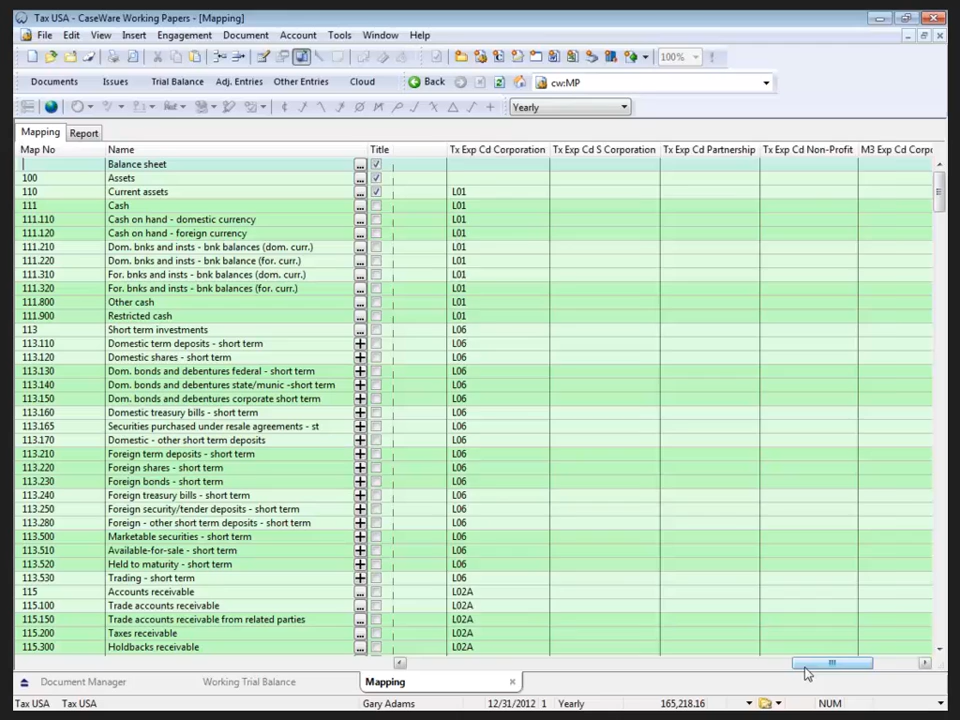 Tax USA - CaseWare Working Papers - [Mapping]
File Edit View Insert Engagement Document Account Tools Window Help
100%
Documents Issues Trial Balance Adj. Entries Other Entries Cloud Back cw:MP
Yearly
Mapping Report
Map No Name Title Tx Exp Cd Corporation Tx Exp Cd S Corporation Tx Exp Cd Partnership Tx Exp Cd Non-Profit M3 Exp Cd Corpo
Balance sheet ...
100 Assets ...
110 Current assets ... L01
111 Cash ... L01
111.110 Cash on hand - domestic currency ... L01
111.120 Cash on hand - foreign currency ... L01
111.210 Dom. bnks and insts - bnk balances (dom. curr.) ... L01
111.220 Dom. bnks and insts - bnk balance (for. curr.) ... L01
111.310 For. bnks and insts - bnk balances (dom. curr.) ... L01
111.320 For. bnks and insts - bnk balances (for. curr.) ... L01
111.800 Other cash ... L01
111.900 Restricted cash ... L01
113 Short term investments ... L06
113.110 Domestic term deposits - short term + L06
113.120 Domestic shares - short term + L06
113.130 Dom. bonds and debentures federal - short term + L06
113.140 Dom. bonds and debentures state/munic -short term + L06
113.150 Dom. bonds and debentures corporate short term + L06
113.160 Domestic treasury bills - short term + L06
113.165 Securities purchased under resale agreements - st + L06
113.170 Domestic - other short term deposits + L06
113.210 Foreign term deposits - short term + L06
113.220 Foreign shares - short term + L06
113.230 Foreign bonds - short term + L06
113.240 Foreign treasury bills - short term + L06
113.250 Foreign security/tender deposits - short term + L06
113.280 Foreign - other short term deposits - short term + L06
113.500 Marketable securities - short term + L06
113.510 Available-for-sale - short term + L06
113.520 Held to maturity - short term + L06
113.530 Trading - short term + L06
115 Accounts receivable ... L02A
115.100 Trade accounts receivable ... L02A
115.150 Trade accounts receivable from related parties ... L02A
115.200 Taxes receivable ... L02A
115.300 Holdbacks receivable ... L02A
Document Manager Working Trial Balance Mapping
Tax USA Tax USA Gary Adams 12/31/2012 1 Yearly 165,218.16 NUM